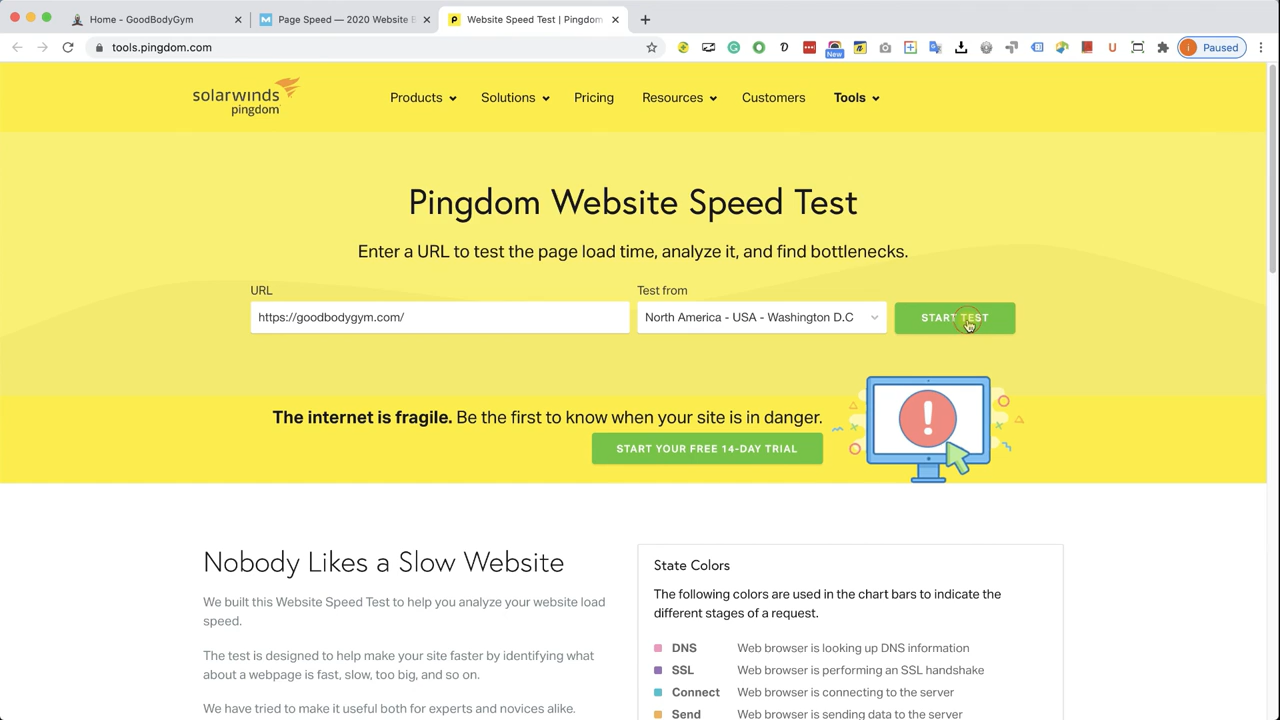 Home - GoodBodyGym
Page Speed — 2020 Website B
Website Speed Test | Pingdom
tools.pingdom.com
New
Paused
solarwinds
pingdom
Products
Solutions
Pricing
Resources
Customers
Tools
Pingdom Website Speed Test
Enter a URL to test the page load time, analyze it, and find bottlenecks.
URL
Test from
https://goodbodygym.com/
North America - USA - Washington D.C
START TEST
The internet is fragile. Be the first to know when your site is in danger.
START YOUR FREE 14-DAY TRIAL
Nobody Likes a Slow Website
We built this Website Speed Test to help you analyze your website load
speed.
The test is designed to help make your site faster by identifying what
about a webpage is fast, slow, too big, and so on.
We have tried to make it useful both for experts and novices alike.
State Colors
The following colors are used in the chart bars to indicate the
different stages of a request.
DNS Web browser is looking up DNS information
SSL Web browser is performing an SSL handshake
Connect Web browser is connecting to the server
Send Web browser is sending data to the server